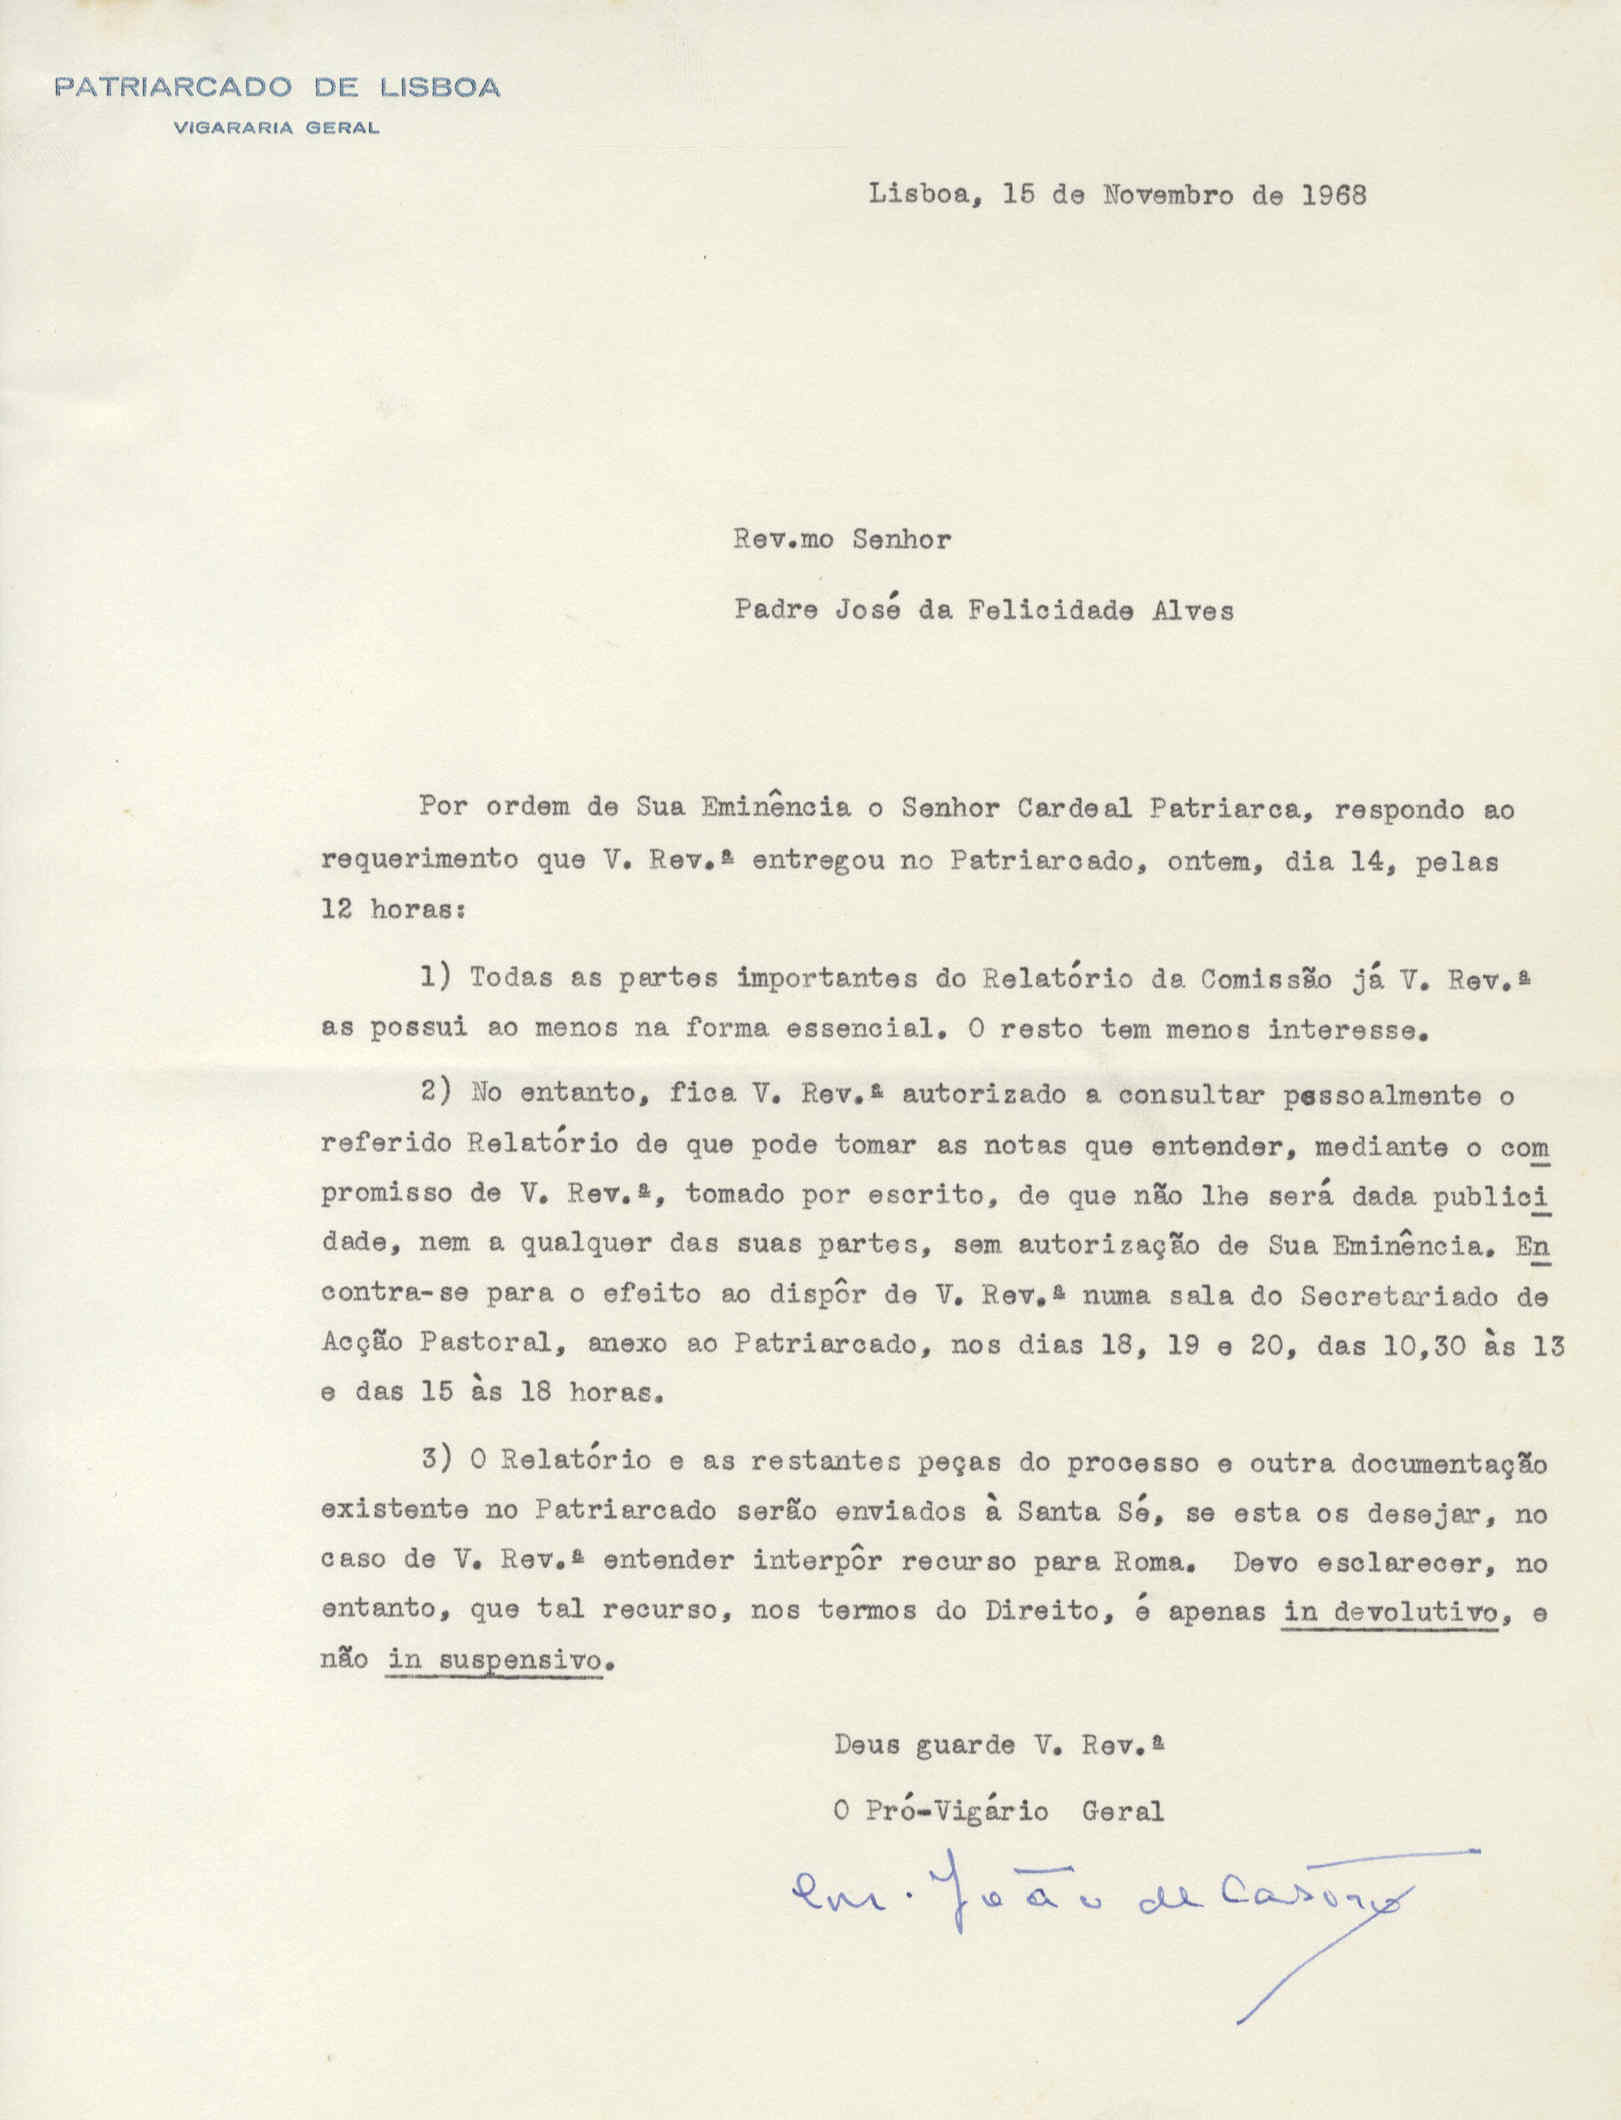 PATRIARCADO DE LISBOA
VIGARARIA GERAL
Lisboa, 15 de Novembro de 1968
Rev.mo Senhor
Padre José da Felicidade Alves
Por ordem de Sua Eminência o Senhor Cardeal Patriarca, respondo ao
requerimento que V. Rev.ª entregou no Patriarcado, ontem, dia 14, pelas
12 horas:
1) Todas as partes importantes do Relatório da Comissão já V. Rev.ª
as possui ao menos na forma essencial. O resto tem menos interesse.
2) No entanto, fica V. Rev.ª autorizado a consultar pessoalmente o
referido Relatório de que pode tomar as notas que entender, mediante o com
promisso de V. Rev.ª, tomado por escrito, de que não lhe será dada publici
dade, nem a qualquer das suas partes, sem autorização de Sua Eminência. En
contra-se para o efeito ao dispôr de V. Rev.ª numa sala do Secretariado de
Acção Pastoral, anexo ao Patriarcado, nos dias 18, 19 e 20, das 10,30 às 13
e das 15 às 18 horas.
3) O Relatório e as restantes peças do processo e outra documentação
existente no Patriarcado serão enviados à Santa Sé, se esta os desejar, no
caso de V. Rev.ª entender interpôr recurso para Roma. Devo esclarecer, no
entanto, que tal recurso, nos termos do Direito, é apenas in devolutivo, e
não in suspensivo.
Deus guarde V. Rev.ª
O Pró-Vigário Geral
João de Castro